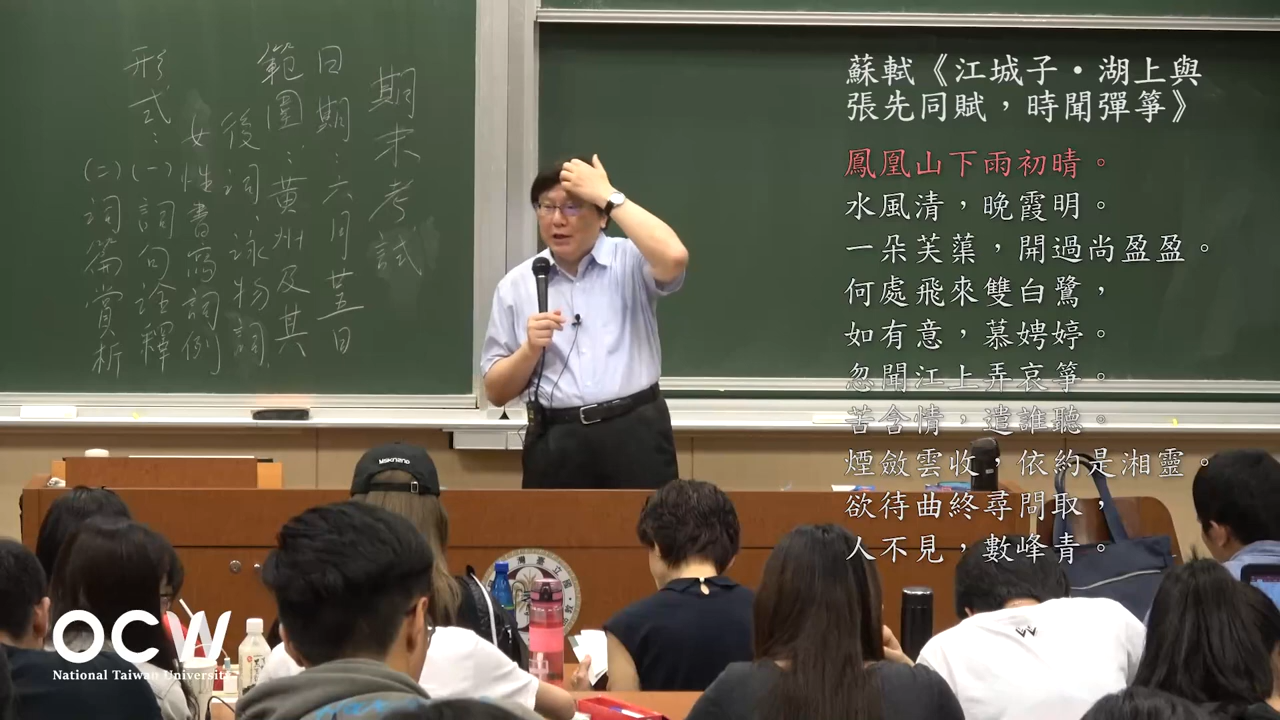 期末考試
日期：六月廿五日
範圍：黃州及其
後詞、詠物詞
女性書寫詞例
形式：(一)詞句詮釋
(二)詞篇賞析
蘇軾《江城子•湖上與
張先同賦，時聞彈箏》
鳳凰山下雨初晴。
水風清，晚霞明。
一朵芙蕖，開過尚盈盈。
何處飛來雙白鷺，
如有意，慕娉婷。
忽聞江上弄哀箏。
苦含情，遣誰聽。
煙斂雲收，依約是湘靈。
欲待曲終尋問取，
人不見，數峰青。
OCW
National Taiwan University